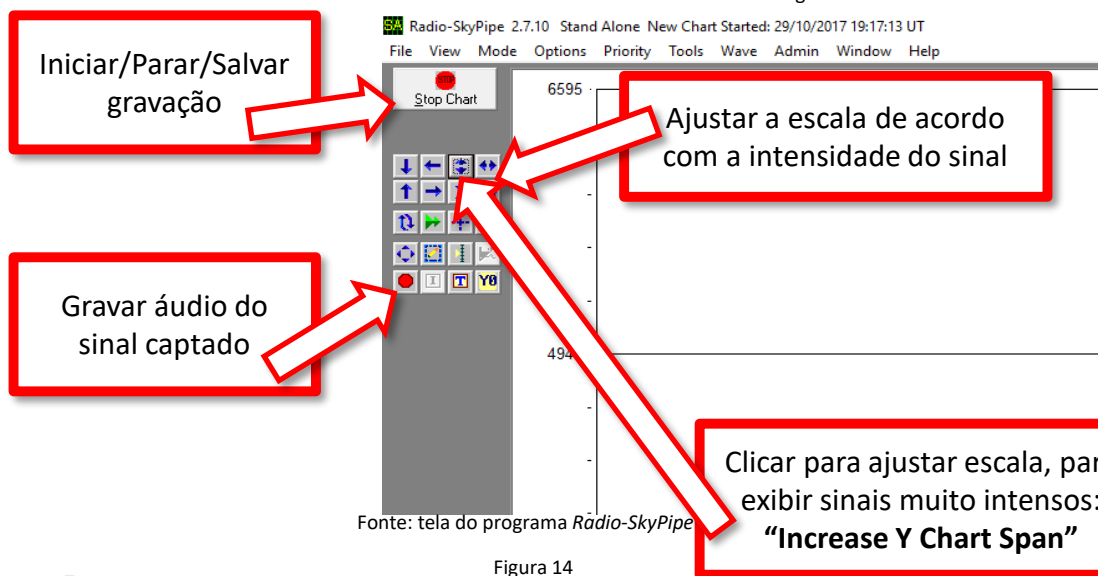 Radio-SkyPipe 2.7.10 Stand Alone New Chart Started: 29/10/2017 19:17:13 UT
File View Mode Options Priority Tools Wave Admin Window Help
Iniciar/Parar/Salvar
gravação
STOP
Stop Chart
6595
Ajustar a escala de acordo
com a intensidade do sinal
T Y0
Gravar áudio do
sinal captado
494
Clicar para ajustar escala, par
exibir sinais muito intensos:
“Increase Y Chart Span”
Fonte: tela do programa Radio-SkyPipe
Figura 14